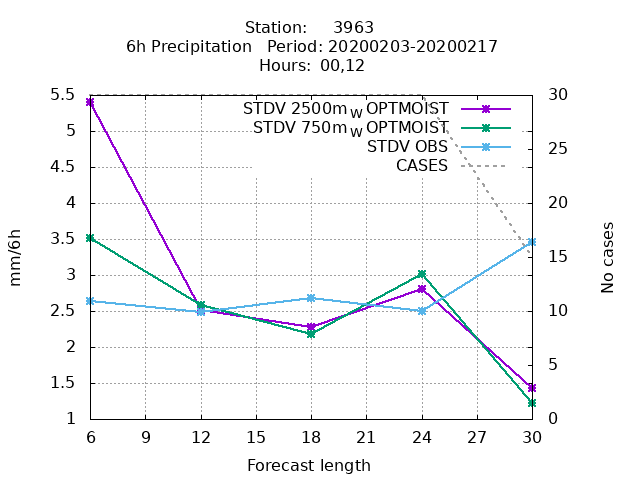 Station: 3963
6h Precipitation Period: 20200203-20200217
Hours: 00,12
STDV 2500m_W OPTMOIST
STDV 750m_W OPTMOIST
STDV OBS
CASES
mm/6h
5.5
5
4.5
4
3.5
3
2.5
2
1.5
1
30
25
20
15
10
5
0
No cases
6 9 12 15 18 21 24 27 30
Forecast length